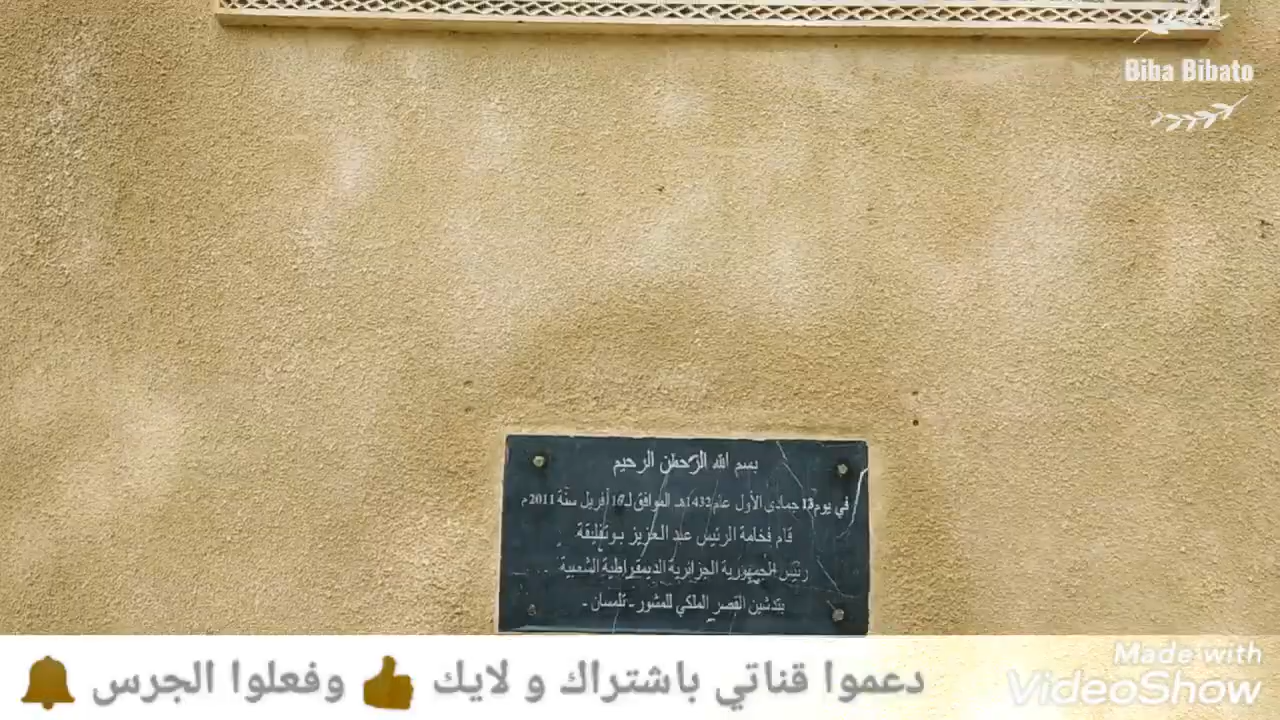 Biba Bibato
بسم الله الرحمن الرحيم
في يوم 13 جمادى الأول عام 1432هـ الموافق لـ 16 أفريل سنة 2011م
قام فخامة الرئيس عبد العزيز بوتفليقة
رئيس الجمهورية الجزائرية الديمقراطية الشعبية
بتدشين القصر الملكي للمشور - تلمسان -
دعموا قناتي باشتراك و لايك 👍 وفعلوا الجرس 🔔
Made with
VideoShow